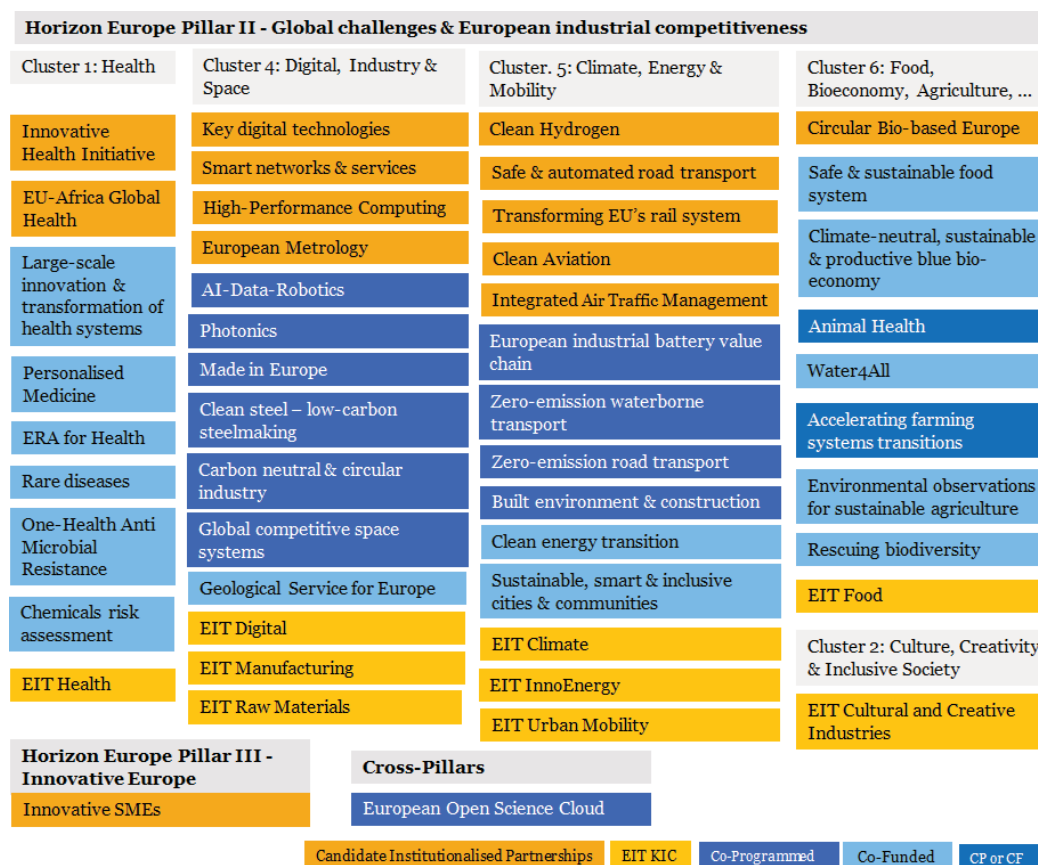 Horizon Europe Pillar II - Global challenges & European industrial competitiveness
Cluster 1: Health
Innovative
Health Initiative
EU-Africa Global
Health
Large-scale
innovation &
transformation of
health systems
Personalised
Medicine
ERA for Health
Rare diseases
One-Health Anti
Microbial
Resistance
Chemicals risk
assessment
EIT Health
Cluster 4: Digital, Industry &
Space
Key digital technologies
Smart networks & services
High-Performance Computing
European Metrology
AI-Data-Robotics
Photonics
Made in Europe
Clean steel – low-carbon
steelmaking
Carbon neutral & circular
industry
Global competitive space
systems
Geological Service for Europe
EIT Digital
EIT Manufacturing
EIT Raw Materials
Cluster. 5: Climate, Energy &
Mobility
Clean Hydrogen
Safe & automated road transport
Transforming EU's rail system
Clean Aviation
Integrated Air Traffic Management
European industrial battery value
chain
Zero-emission waterborne
transport
Zero-emission road transport
Built environment & construction
Clean energy transition
Sustainable, smart & inclusive
cities & communities
EIT Climate
EIT InnoEnergy
EIT Urban Mobility
Cluster 6: Food,
Bioeconomy, Agriculture, ...
Circular Bio-based Europe
Safe & sustainable food
system
Climate-neutral, sustainable
& productive blue bio-
economy
Animal Health
Water4All
Accelerating farming
systems transitions
Environmental observations
for sustainable agriculture
Rescuing biodiversity
EIT Food
Cluster 2: Culture, Creativity
& Inclusive Society
EIT Cultural and Creative
Industries
Horizon Europe Pillar III -
Innovative Europe
Innovative SMEs
Cross-Pillars
European Open Science Cloud
Candidate Institutionalised Partnerships
EIT KIC
Co-Programmed
Co-Funded
CP or CF